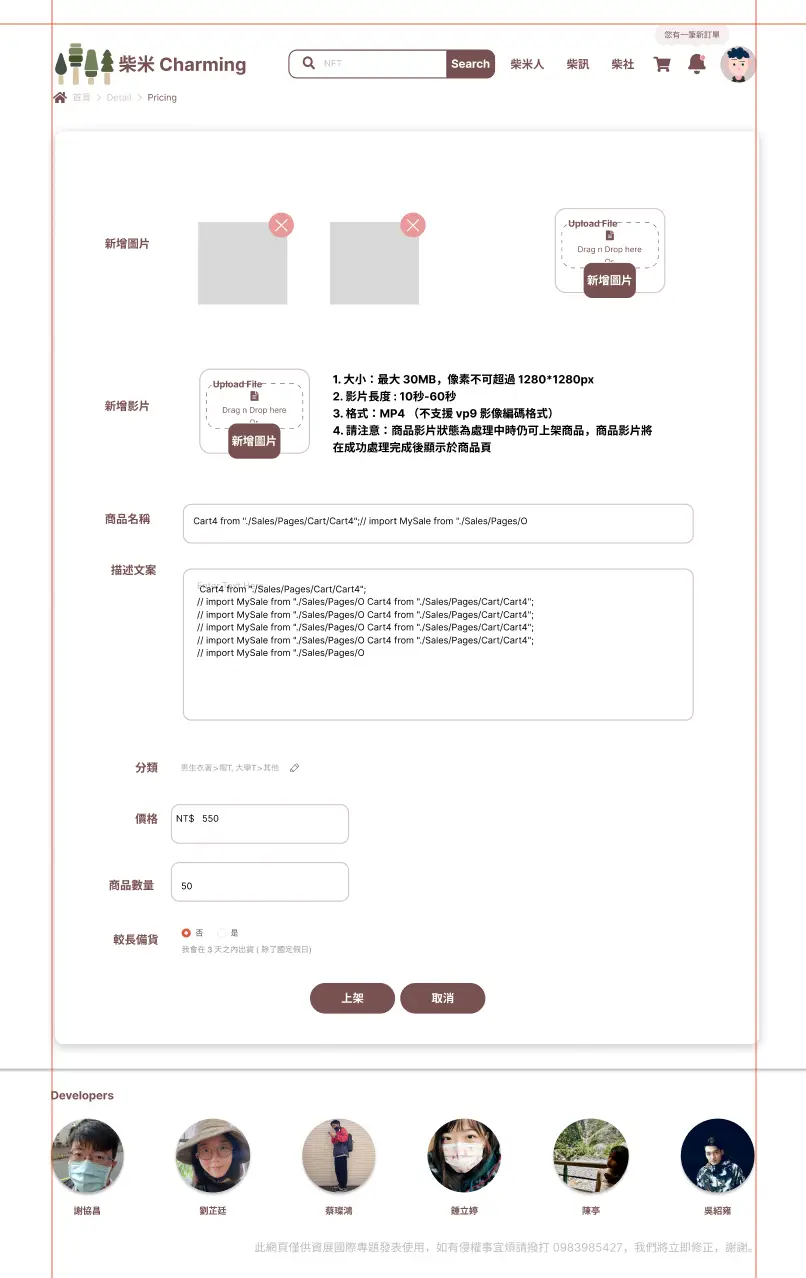 您有一筆新訂單
柴米 Charming
NFT
Search
柴米人
柴訊
柴社
首頁 > Detail > Pricing
新增圖片
Upload File
Drag n Drop here
Or
新增圖片
新增影片
Upload File
Drag n Drop here
Or
新增圖片
1. 大小：最大 30MB，像素不可超過 1280*1280px
2. 影片長度 : 10秒-60秒
3. 格式：MP4 （不支援 vp9 影像編碼格式）
4. 請注意：商品影片狀態為處理中時仍可上架商品，商品影片將
在成功處理完成後顯示於商品頁
商品名稱
Cart4 from "./Sales/Pages/Cart/Cart4";// import MySale from "./Sales/Pages/O
描述文案
Enter Text Here
Cart4 from "./Sales/Pages/Cart/Cart4";
// import MySale from "./Sales/Pages/O Cart4 from "./Sales/Pages/Cart/Cart4";
// import MySale from "./Sales/Pages/O Cart4 from "./Sales/Pages/Cart/Cart4";
// import MySale from "./Sales/Pages/O Cart4 from "./Sales/Pages/Cart/Cart4";
// import MySale from "./Sales/Pages/O Cart4 from "./Sales/Pages/Cart/Cart4";
// import MySale from "./Sales/Pages/O
分類
男生衣著>帽T, 大學T>其他
價格
NT$ 550
商品數量
50
較長備貨
否
是
我會在 3 天之內出貨 ( 除了國定假日)
上架
取消
Developers
謝協昌
劉芷廷
蔡璨鴻
鍾立婷
陳亭
吳紹雍
此網頁僅供資展國際專題發表使用，如有侵權事宜煩請撥打 0983985427，我們將立即修正，謝謝。